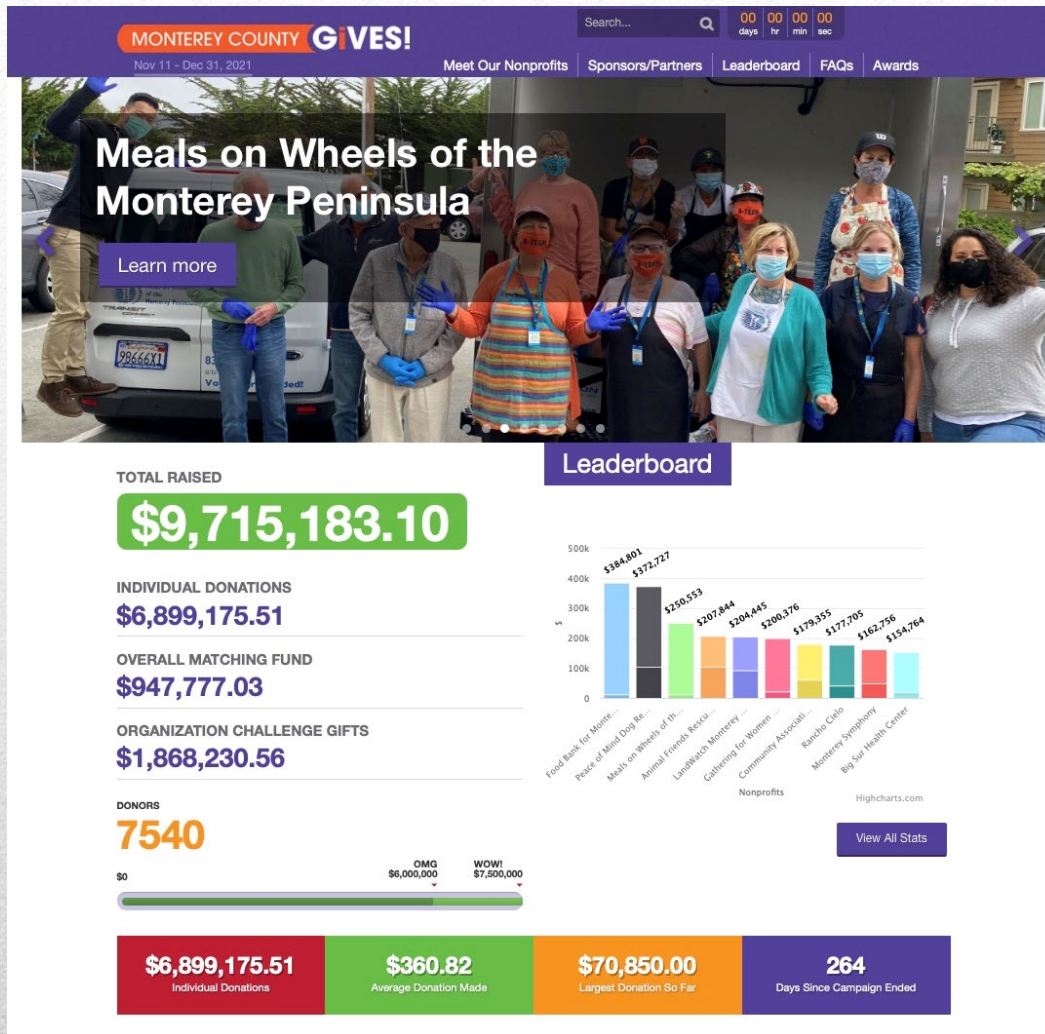 MONTEREY COUNTY GiVES!
Nov 11 - Dec 31, 2021
Search...
00 00 00 00
days hr min sec
Meet Our Nonprofits Sponsors/Partners Leaderboard FAQs Awards
Meals on Wheels of the
Monterey Peninsula
Learn more
of the
Monterey
TRANSIT
CONNECT
98666X1
A-TEAM
TOTAL RAISED
$9,715,183.10
INDIVIDUAL DONATIONS
$6,899,175.51
OVERALL MATCHING FUND
$947,777.03
ORGANIZATION CHALLENGE GIFTS
$1,868,230.56
DONORS
7540
$0
OMG
$6,000,000
WOW!
$7,500,000
Leaderboard
500k
400k
300k
200k
100k
0
$
$384,801
$372,727
$250,553
$207,844
$204,445
$200,376
$179,355
$177,705
$162,756
$154,764
Food Bank for Monte...
Peace of Mind Dog Re...
Meals on Wheels of th...
Animal Friends Rescu...
LandWatch Monterey ...
Gathering for Women ...
Community Associati...
Rancho Cielo
Monterey Symphony
Big Sur Health Center
Nonprofits
Highcharts.com
View All Stats
$6,899,175.51
Individual Donations
$360.82
Average Donation Made
$70,850.00
Largest Donation So Far
264
Days Since Campaign Ended